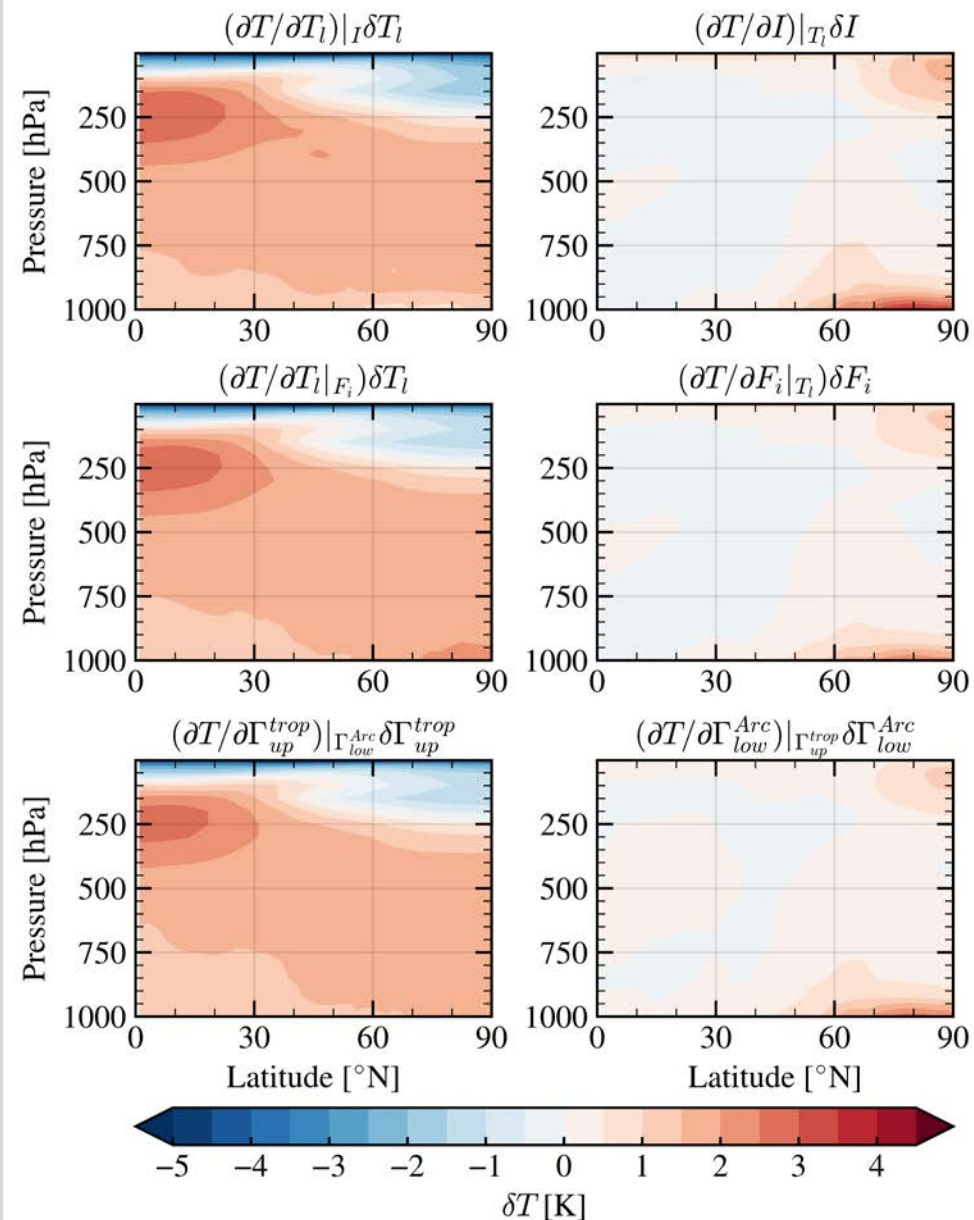 (∂T/∂T_l)|_I δT_l
(∂T/∂I)|_{T_l} δI
Pressure [hPa]
250
500
750
1000
0 30 60 90
250
500
750
1000
0 30 60 90
(∂T/∂T_l|_{F_i})δT_l
(∂T/∂F_i|_{T_l})δF_i
Pressure [hPa]
250
500
750
1000
0 30 60 90
250
500
750
1000
0 30 60 90
(∂T/∂Γ_{up}^{trop})|_{Γ_{low}^{Arc}} δΓ_{up}^{trop}
(∂T/∂Γ_{low}^{Arc})|_{Γ_{up}^{trop}} δΓ_{low}^{Arc}
Pressure [hPa]
250
500
750
1000
0 30 60 90
250
500
750
1000
0 30 60 90
Latitude [°N]
Latitude [°N]
−5 −4 −3 −2 −1 0 1 2 3 4
δT [K]